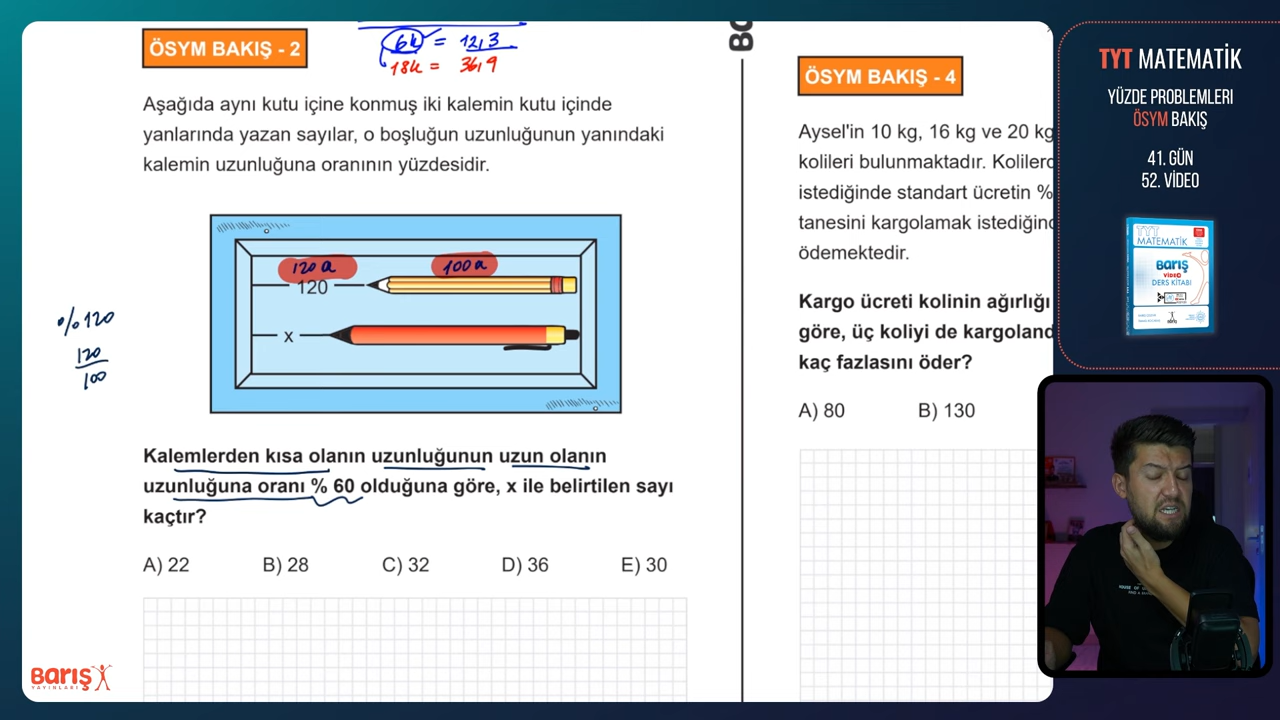 ÖSYM BAKIŞ - 2
6k = 12,3
18k = 36,9
Aşağıda aynı kutu içine konmuş iki kalemin kutu içinde
yanlarında yazan sayılar, o boşluğun uzunluğunun yanındaki
kalemin uzunluğuna oranının yüzdesidir.
120a
100a
120
x
%120
120
100
Kalemlerden kısa olanın uzunluğunun uzun olanın
uzunluğuna oranı % 60 olduğuna göre, x ile belirtilen sayı
kaçtır?
A) 22 B) 28 C) 32 D) 36 E) 30
BARIŞ
YAYINLARI
ÖSYM BAKIŞ - 4
Aysel'in 10 kg, 16 kg ve 20 kg
kolileri bulunmaktadır.
istediğinde standart ücretin %
tanesini kargolamak
ödemektedir.
Kargo ücreti kolinin ağırlığı
göre, üç koliyi de
kaç fazlasını öder?
A) 80 B) 130
TYT MATEMATİK
YÜZDE PROBLEMLERI
ÖSYM BAKIŞ
41. GÜN
52. VİDEO
TYT
MATEMATİK
BARIŞ
VİDEO
DERS KİTABI